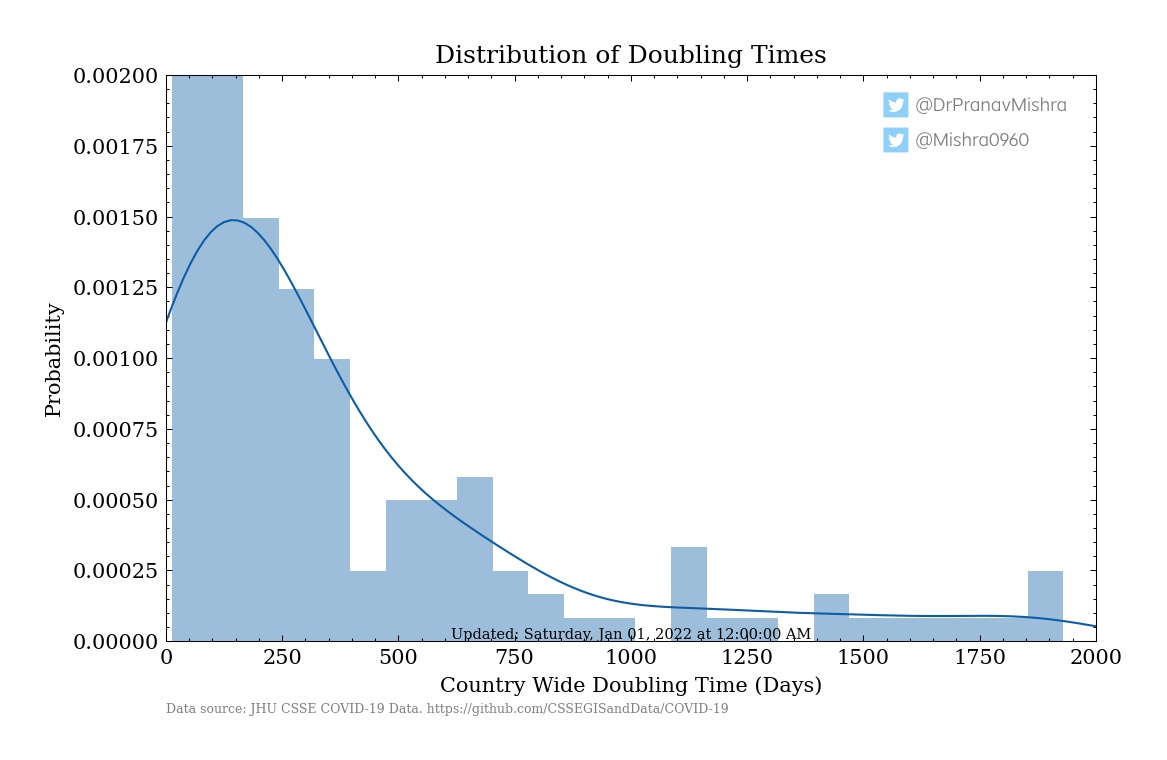 Distribution of Doubling Times
0.00200
0.00175
0.00150
0.00125
0.00100
0.00075
0.00050
0.00025
0.00000
Probability
@DrPranavMishra
@Mishra0960
Updated: Saturday, Jan 01, 2022 at 12:00:00 AM
0 250 500 750 1000 1250 1500 1750 2000
Country Wide Doubling Time (Days)
Data source: JHU CSSE COVID-19 Data. https://github.com/CSSEGISandData/COVID-19